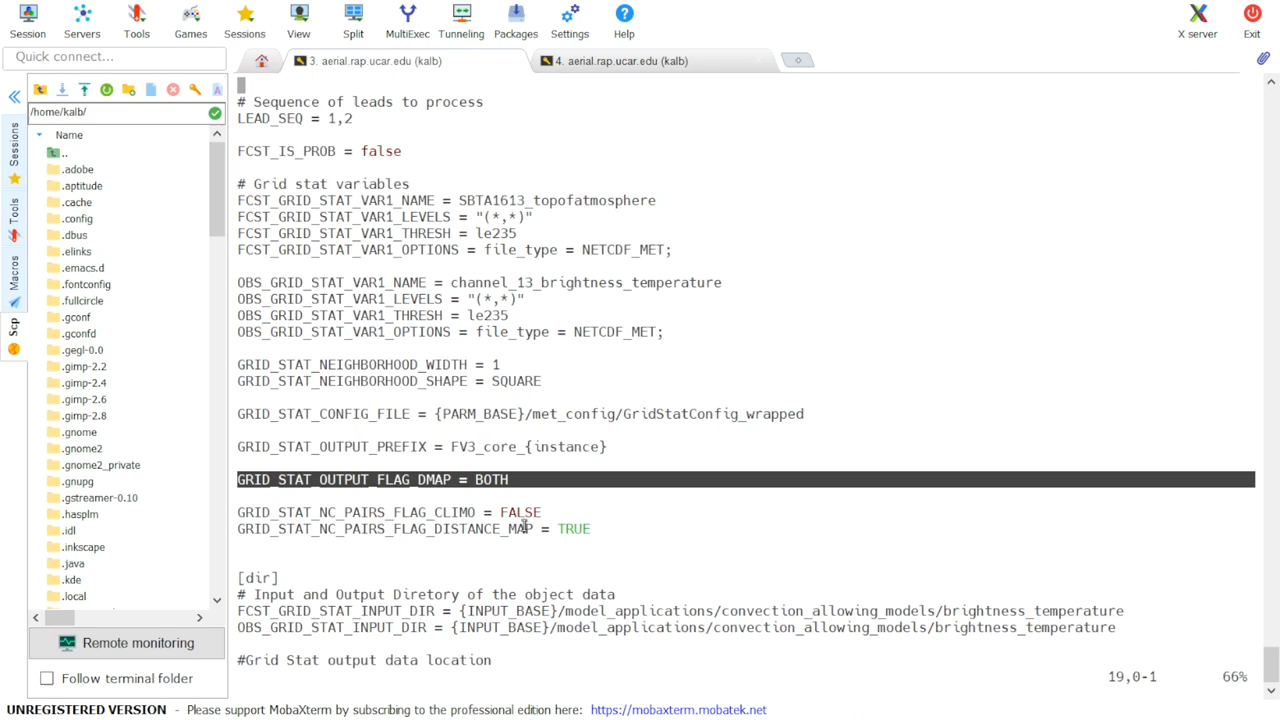 Session
Servers
Tools
Games
Sessions
View
Split
MultiExec
Tunneling
Packages
Settings
Help
X server
Exit
Quick connect...
3. aerial.rap.ucar.edu (kalb)
4. aerial.rap.ucar.edu (kalb)
/home/kalb/
Sessions
Tools
Macros
Scp
Name
..
.adobe
.aptitude
.cache
.config
.dbus
.elinks
.emacs.d
.fontconfig
.fullcircle
.gconf
.gconfd
.gegl-0.0
.gimp-2.2
.gimp-2.4
.gimp-2.6
.gimp-2.8
.gnome
.gnome2
.gnome2_private
.gnupg
.gstreamer-0.10
.hasplm
.idl
.inkscape
.java
.kde
.local
Remote monitoring
Follow terminal folder
# Sequence of leads to process
LEAD_SEQ = 1,2
FCST_IS_PROB = false
# Grid stat variables
FCST_GRID_STAT_VAR1_NAME = SBTA1613_topofatmosphere
FCST_GRID_STAT_VAR1_LEVELS = "(*,*)"
FCST_GRID_STAT_VAR1_THRESH = le235
FCST_GRID_STAT_VAR1_OPTIONS = file_type = NETCDF_MET;
OBS_GRID_STAT_VAR1_NAME = channel_13_brightness_temperature
OBS_GRID_STAT_VAR1_LEVELS = "(*,*)"
OBS_GRID_STAT_VAR1_THRESH = le235
OBS_GRID_STAT_VAR1_OPTIONS = file_type = NETCDF_MET;
GRID_STAT_NEIGHBORHOOD_WIDTH = 1
GRID_STAT_NEIGHBORHOOD_SHAPE = SQUARE
GRID_STAT_CONFIG_FILE = {PARM_BASE}/met_config/GridStatConfig_wrapped
GRID_STAT_OUTPUT_PREFIX = FV3_core_{instance}
GRID_STAT_OUTPUT_FLAG_DMAP = BOTH
GRID_STAT_NC_PAIRS_FLAG_CLIMO = FALSE
GRID_STAT_NC_PAIRS_FLAG_DISTANCE_MAP = TRUE
[dir]
# Input and Output Diretory of the object data
FCST_GRID_STAT_INPUT_DIR = {INPUT_BASE}/model_applications/convection_allowing_models/brightness_temperature
OBS_GRID_STAT_INPUT_DIR = {INPUT_BASE}/model_applications/convection_allowing_models/brightness_temperature
#Grid Stat output data location
19,0-1 66%
UNREGISTERED VERSION - Please support MobaXterm by subscribing to the professional edition here: https://mobaxterm.mobatek.net